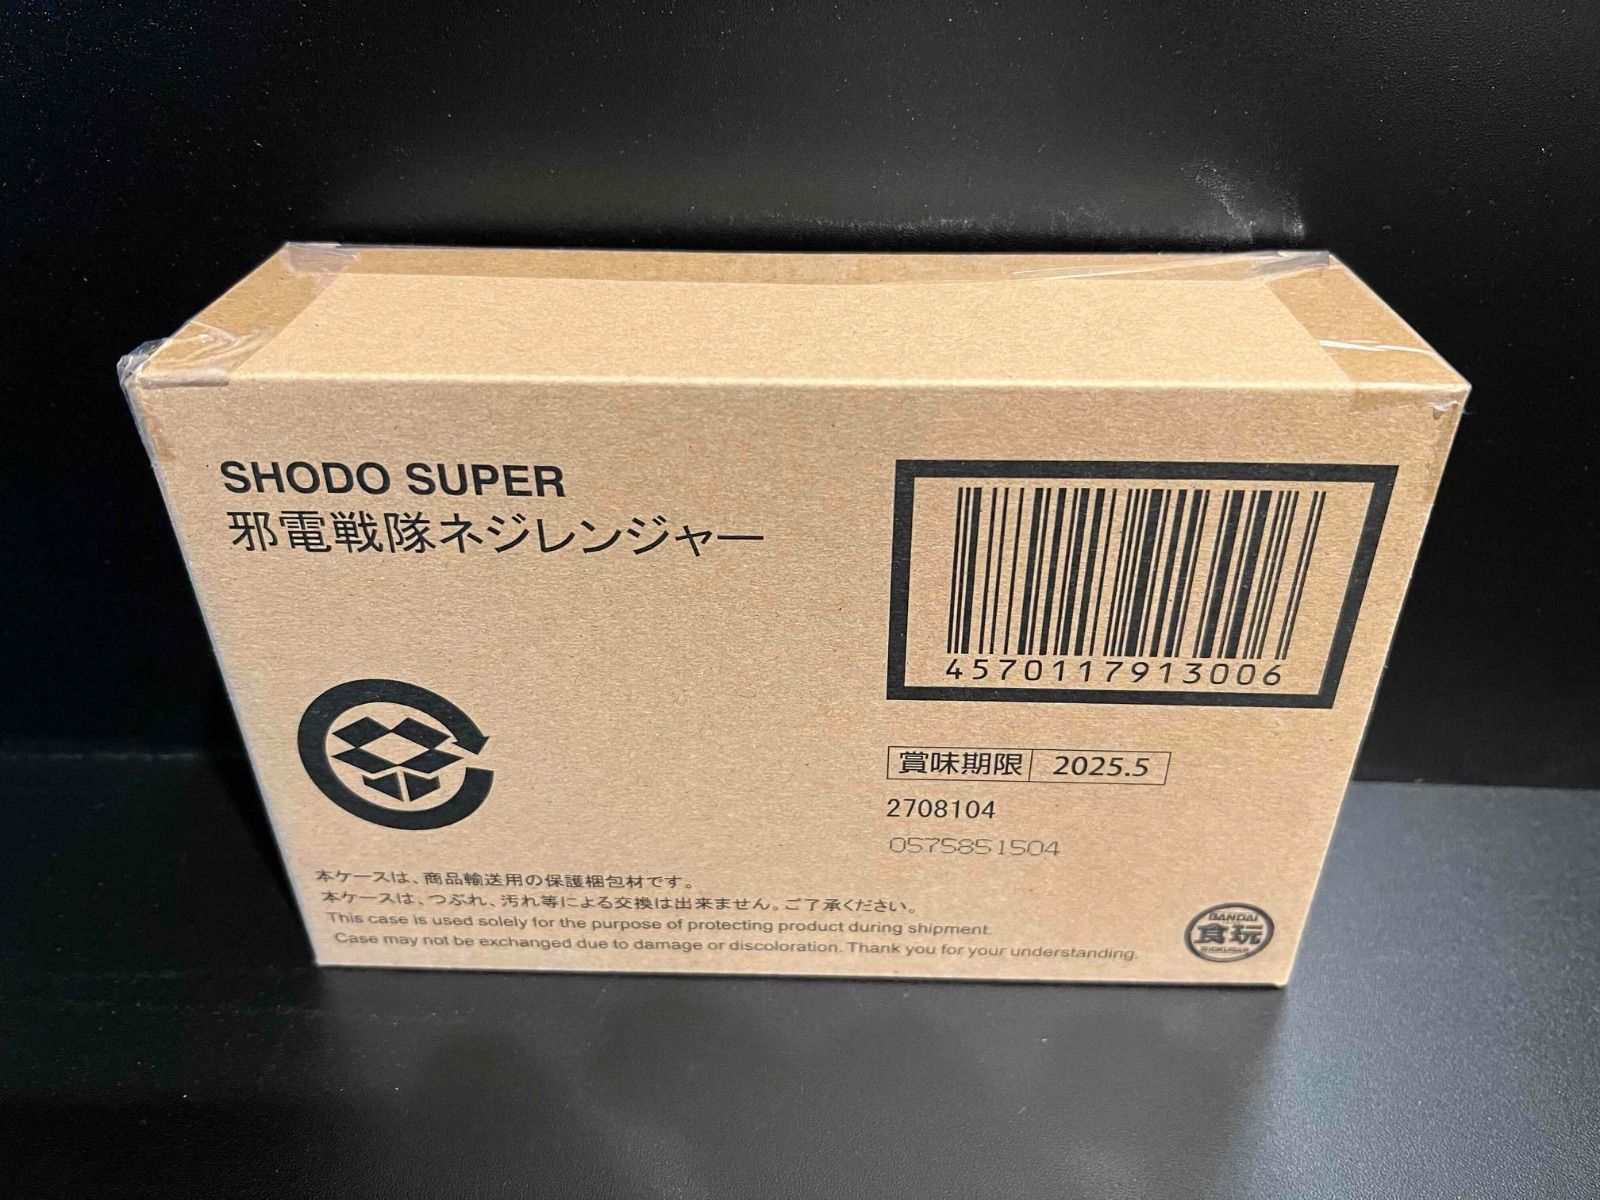 SHODO SUPER
邪電戦隊ネジレンジャー
4570117913006
賞味期限 2025.5
2708104
0575851504
本ケースは、商品輸送用の保護梱包材です。
本ケースは、つぶれ、汚れ等による交換は出来ません。ご了承ください。
This case is used solely for the purpose of protecting product during shipment.
Case may not be exchanged due to damage or discoloration. Thank you for your understanding.
BANDAI
食玩
SHOKUGAN